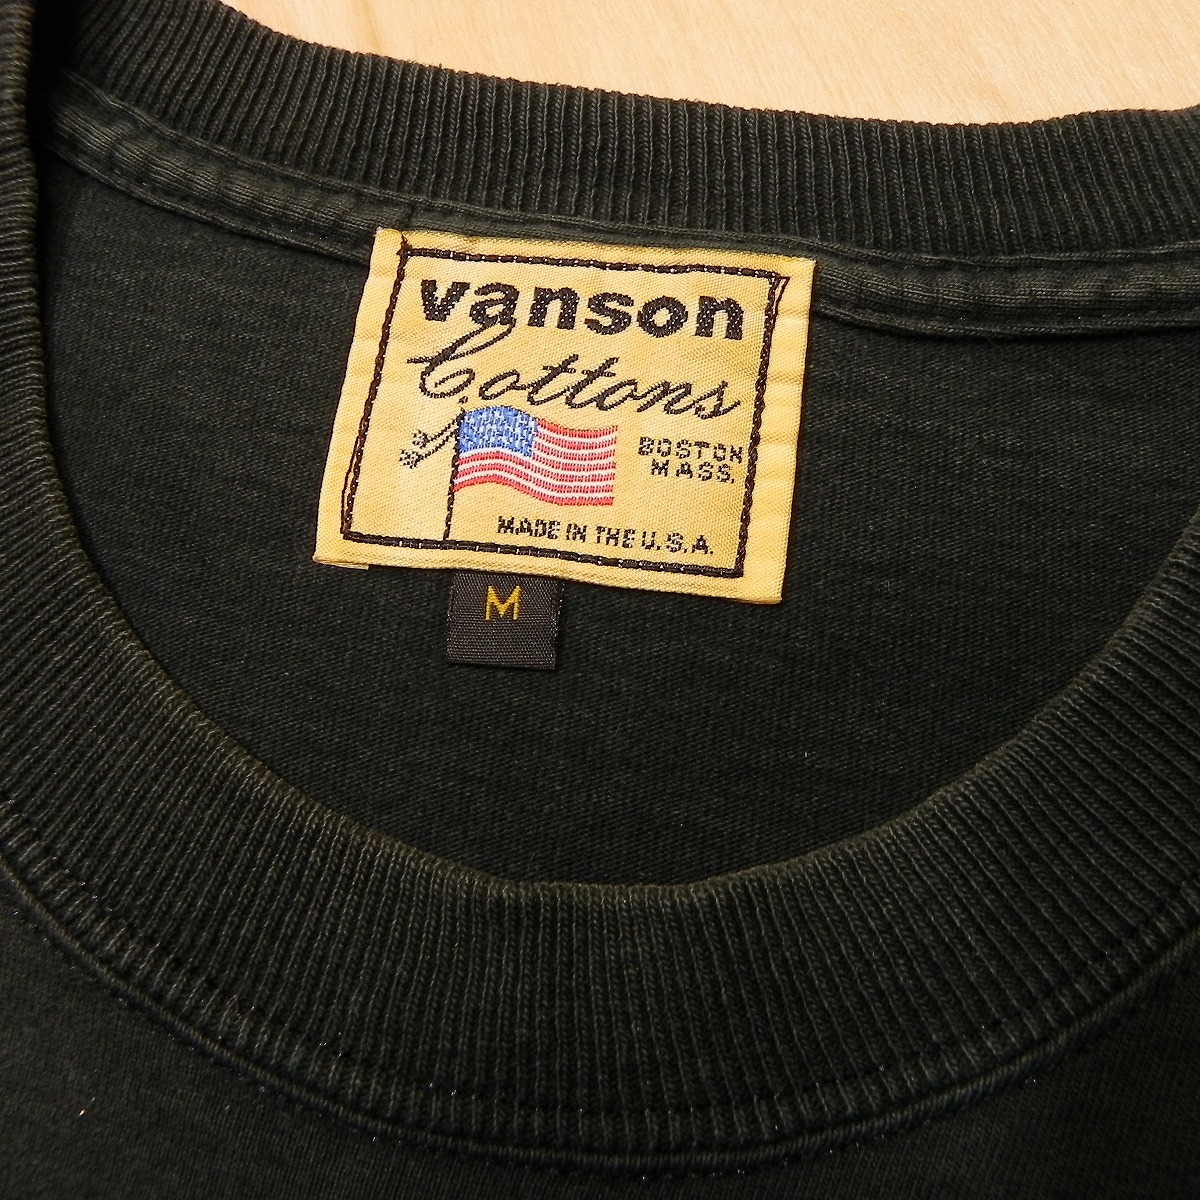 vanson
Cottons
BOSTON
MASS.
MADE IN THE U.S.A.
M